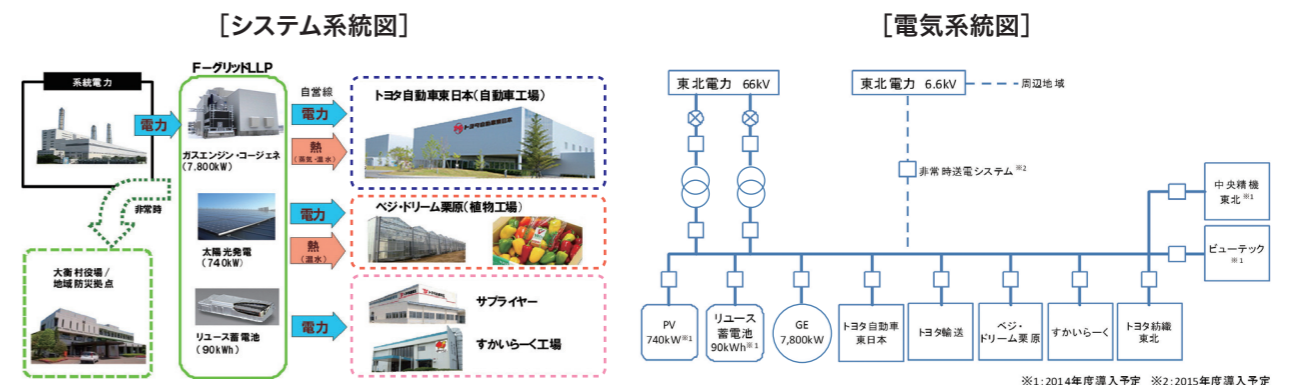 ［システム系統図］
系統電力
電力
F－グリッドLLP
ガスエンジン・コージェネ
(7,800kW)
太陽光発電
(740kW)
リユース蓄電池
(90kWh)
非常時
大衡村役場／
地域防災拠点
自営線
電力
熱
(蒸気・温水)
電力
熱
(温水)
電力
トヨタ自動車東日本(自動車工場)
トヨタ自動車東日本
ベジ・ドリーム栗原(植物工場)
サプライヤー
すかいらーく工場
［電気系統図］
東北電力 66kV
東北電力 6.6kV
周辺地域
非常時送電システム※2
中央精機
東北※1
ビューテック
※1
PV
740kW※1
リユース
蓄電池
90kWh※1
GE
7,800kW
トヨタ自動車
東日本
トヨタ輸送
ベジ・
ドリーム栗原
すかいらーく
トヨタ紡織
東北
※1：2014年度導入予定 ※2：2015年度導入予定